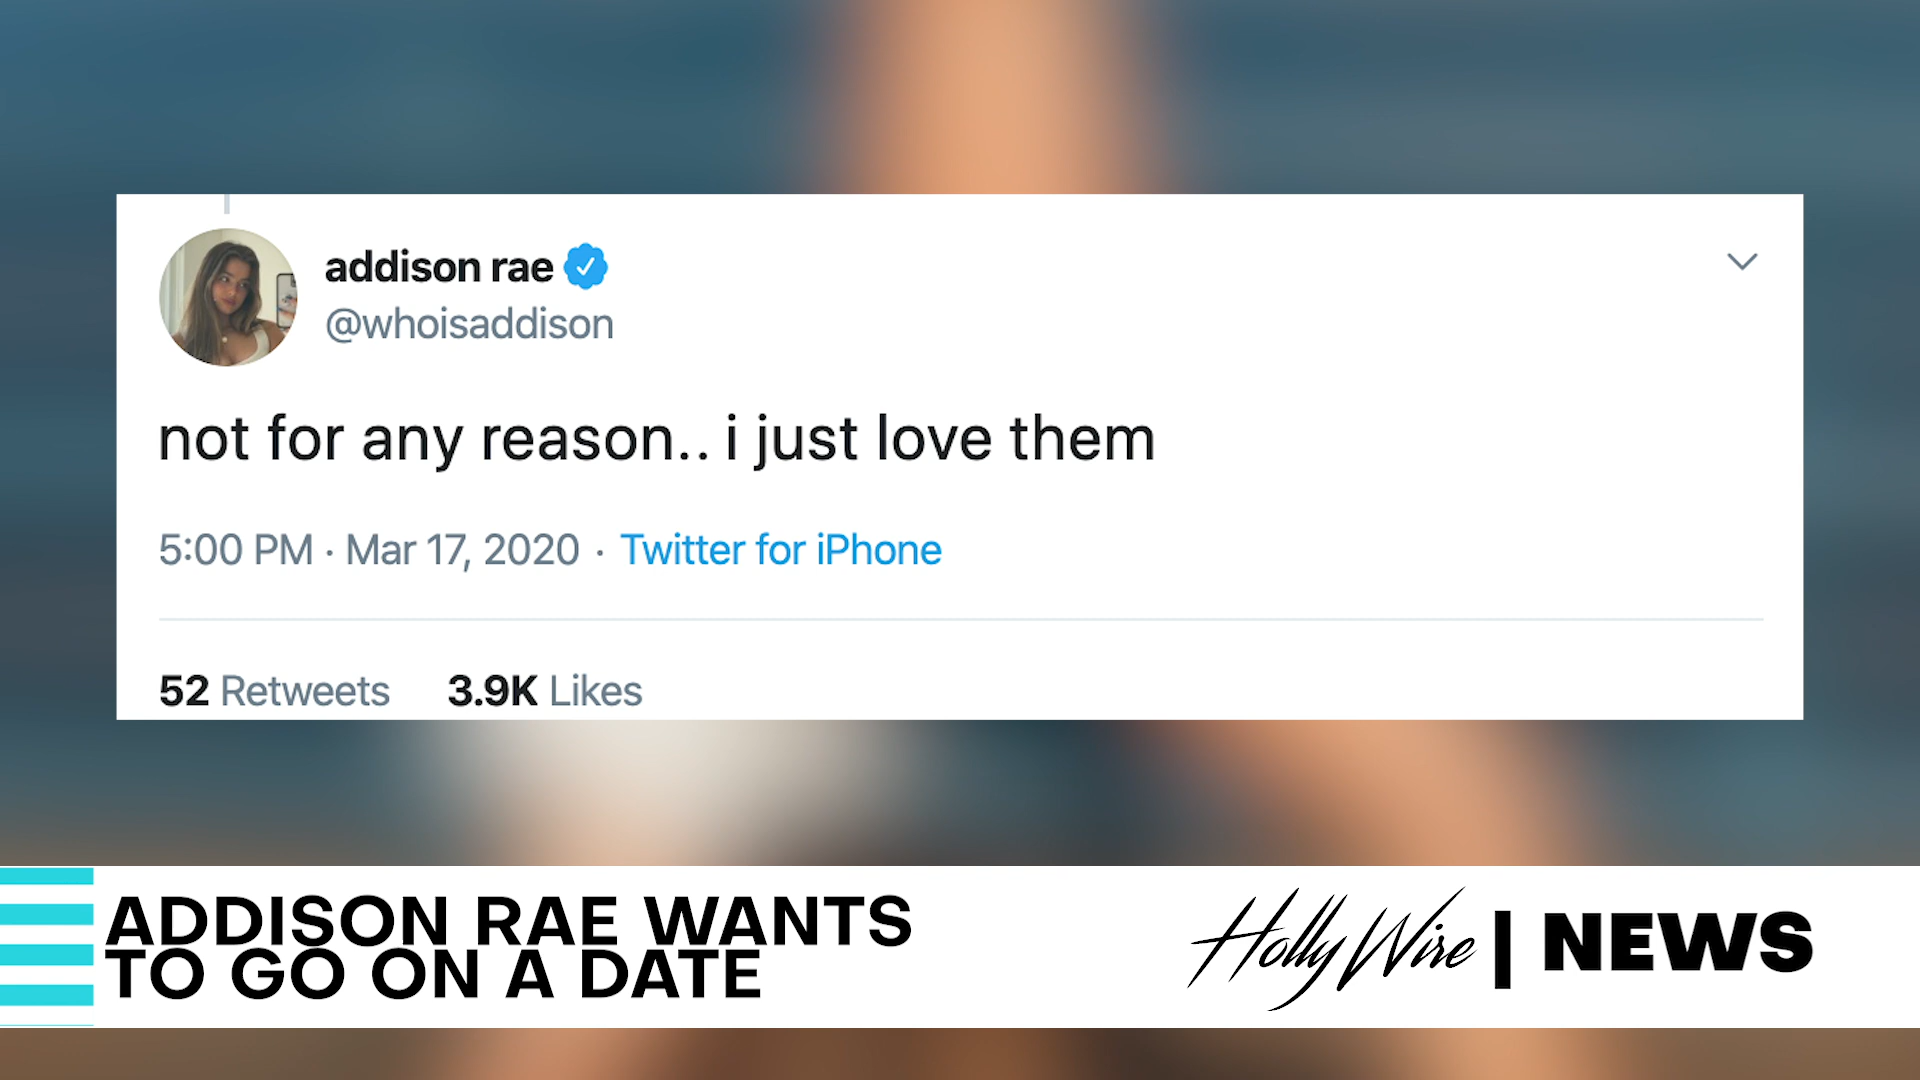 addison rae
@whoisaddison
not for any reason.. i just love them
5:00 PM · Mar 17, 2020 · Twitter for iPhone
52 Retweets 3.9K Likes
ADDISON RAE WANTS
TO GO ON A DATE
HollyWire | NEWS